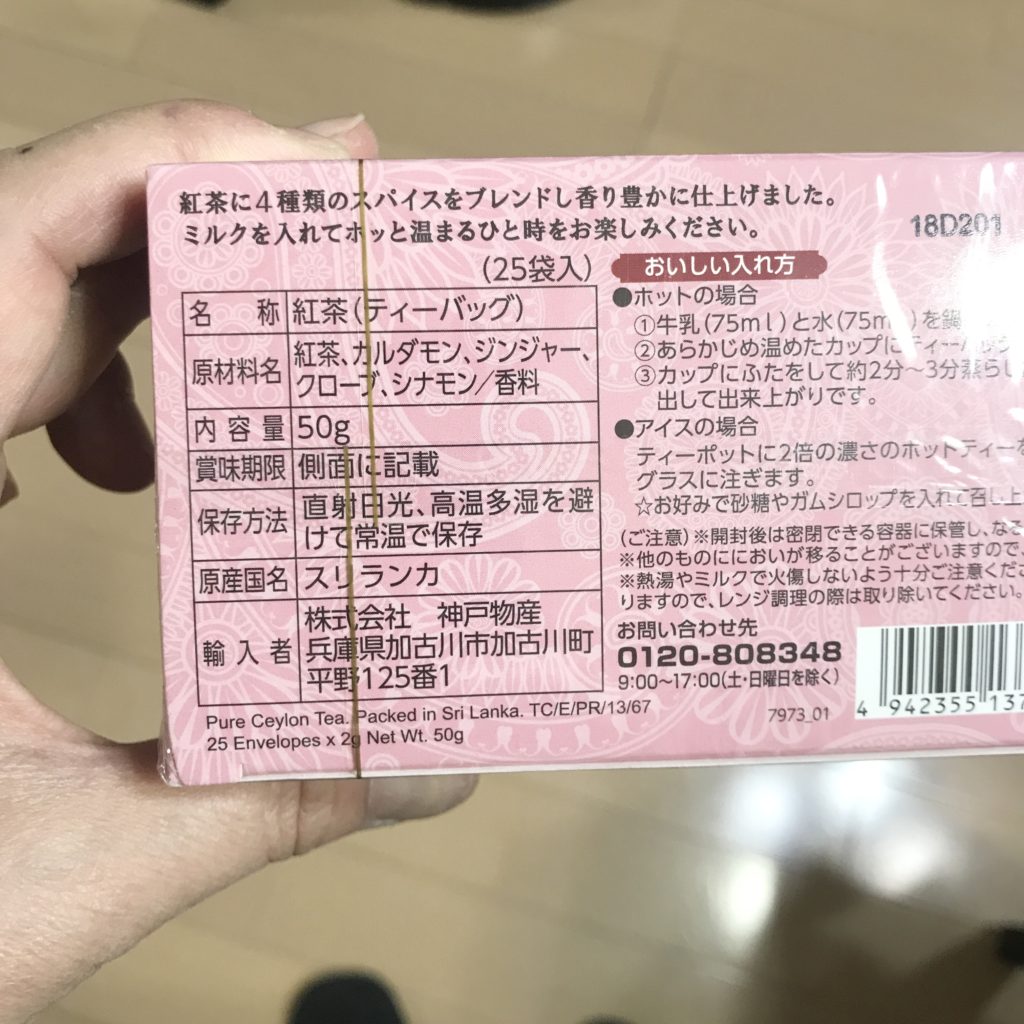 紅茶に4種類のスパイスをブレンドし香り豊かに仕上げました。
ミルクを入れてホッと温まるひと時をお楽しみください。
18D201
(25袋入)
名称 紅茶(ティーバッグ)
原材料名 紅茶、カルダモン、ジンジャー、
クローブ、シナモン/香料
内容量 50g
賞味期限 側面に記載
保存方法 直射日光、高温多湿を避
けて常温で保存
原産国名 スリランカ
輸入者 株式会社 神戸物産
兵庫県加古川市加古川町
平野125番1
Pure Ceylon Tea. Packed in Sri Lanka. TC/E/PR/13/67
25 Envelopes x 2g Net Wt. 50g
おいしい入れ方
●ホットの場合
①牛乳(75ml)と水(75m )を鍋
②あらかじめ温めたカップにティーバッグ
③カップにふたをして約2分～3分蒸らし
出して出来上がりです。
●アイスの場合
ティーポットに2倍の濃さのホットティーを
グラスに注ぎます。
☆お好みで砂糖やガムシロップを入れて召し上
(ご注意)※開封後は密閉できる容器に保管し、なる
※他のものににおいが移ることがございますので、
※熱湯やミルクで火傷しないよう十分ご注意くださ
りますので、レンジ調理の際は取り除いてください。
お問い合わせ先
0120-808348
9:00～17:00(土・日曜日を除く)
7973_01
4 942355 137